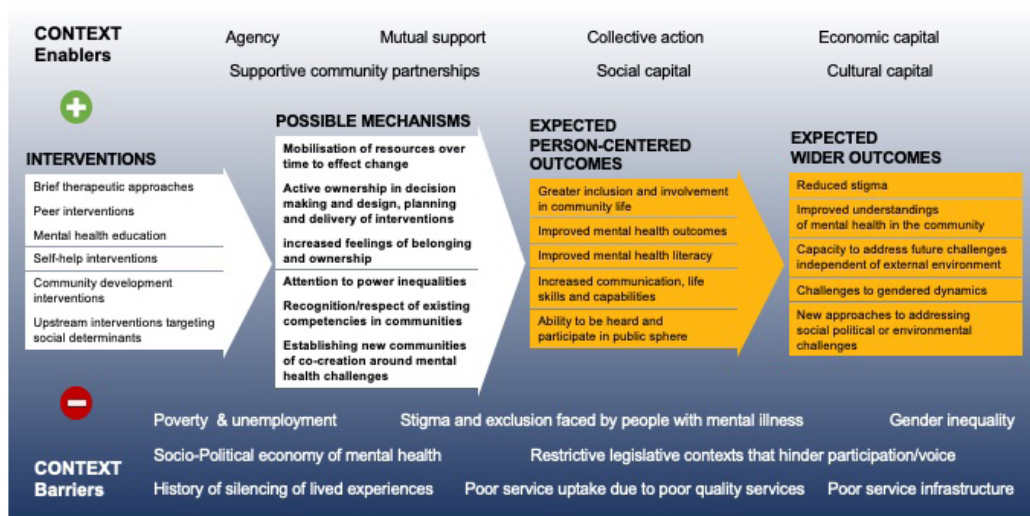 CONTEXT
Enablers
Agency
Mutual support
Collective action
Economic capital
Supportive community partnerships
Social capital
Cultural capital
INTERVENTIONS
Brief therapeutic approaches
Peer interventions
Mental health education
Self-help interventions
Community development
interventions
Upstream interventions targeting
social determinants
POSSIBLE MECHANISMS
Mobilisation of resources over
time to effect change
Active ownership in decision
making and design, planning
and delivery of interventions
increased feelings of belonging
and ownership
Attention to power inequalities
Recognition/respect of existing
competencies in communities
Establishing new communities
of co-creation around mental
health challenges
EXPECTED
PERSON-CENTERED
OUTCOMES
Greater inclusion and involvement
in community life
Improved mental health outcomes
Improved mental health literacy
Increased communication, life
skills and capabilities
Ability to be heard and
participate in public sphere
EXPECTED
WIDER OUTCOMES
Reduced stigma
Improved understandings
of mental health in the community
Capacity to address future challenges
independent of external environment
Challenges to gendered dynamics
New approaches to addressing
social political or environmental
challenges
Poverty & unemployment
Stigma and exclusion faced by people with mental illness
Gender inequality
CONTEXT
Barriers
Socio-Political economy of mental health
Restrictive legislative contexts that hinder participation/voice
History of silencing of lived experiences
Poor service uptake due to poor quality services
Poor service infrastructure